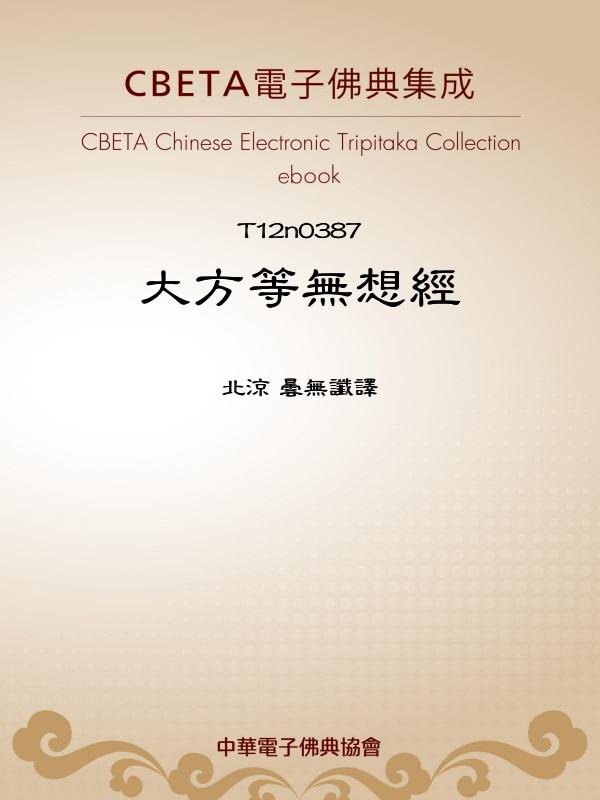 CBETA電子佛典集成
CBETA Chinese Electronic Tripitaka Collection
ebook
T12n0387
大方等無想經
北涼 曇無讖譯
中華電子佛典協會